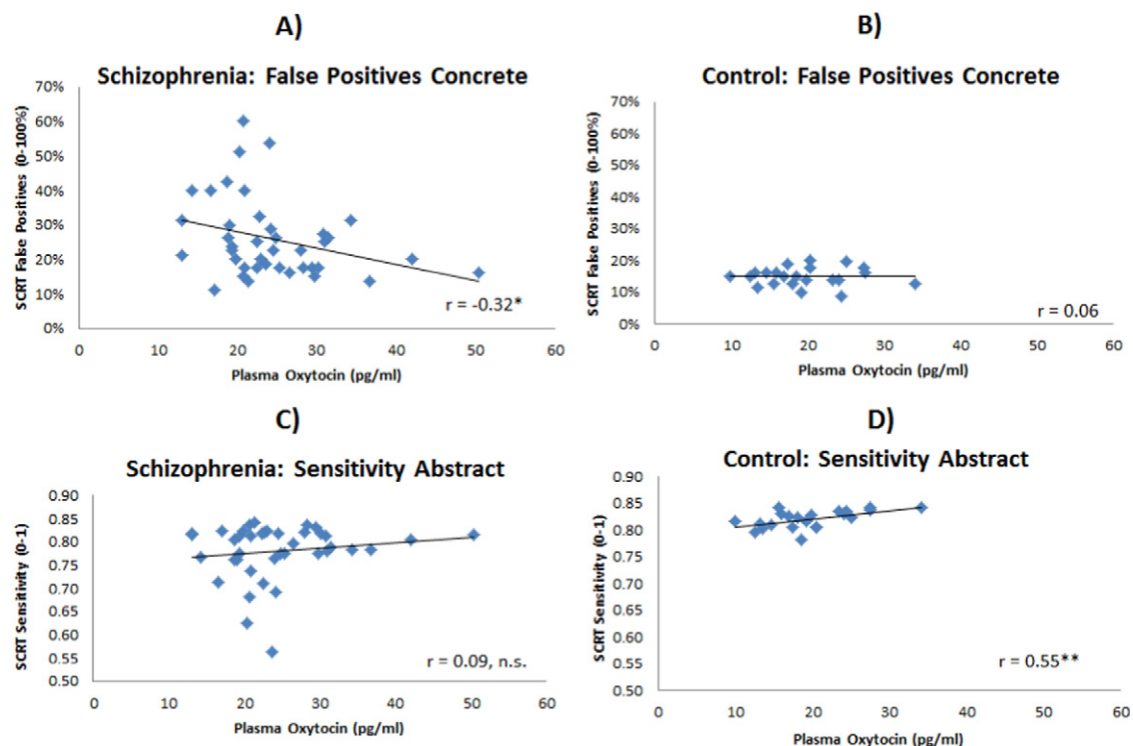 A)
Schizophrenia: False Positives Concrete
SCRT False Positives (0-100%)
70%
60%
50%
40%
30%
20%
10%
0%
r = -0.32*
0 10 20 30 40 50 60
Plasma Oxytocin (pg/ml)
B)
Control: False Positives Concrete
SCRT False Positives (0-100%)
70%
60%
50%
40%
30%
20%
10%
0%
r = 0.06
0 10 20 30 40 50 60
Plasma Oxytocin (pg/ml)
C)
Schizophrenia: Sensitivity Abstract
SCRT Sensitivity (0-1)
0.90
0.85
0.80
0.75
0.70
0.65
0.60
0.55
0.50
r = 0.09, n.s.
0 10 20 30 40 50 60
Plasma Oxytocin (pg/ml)
D)
Control: Sensitivity Abstract
SCRT Sensitivity (0-1)
0.90
0.85
0.80
0.75
0.70
0.65
0.60
0.55
0.50
r = 0.55**
0 10 20 30 40 50 60
Plasma Oxytocin (pg/ml)